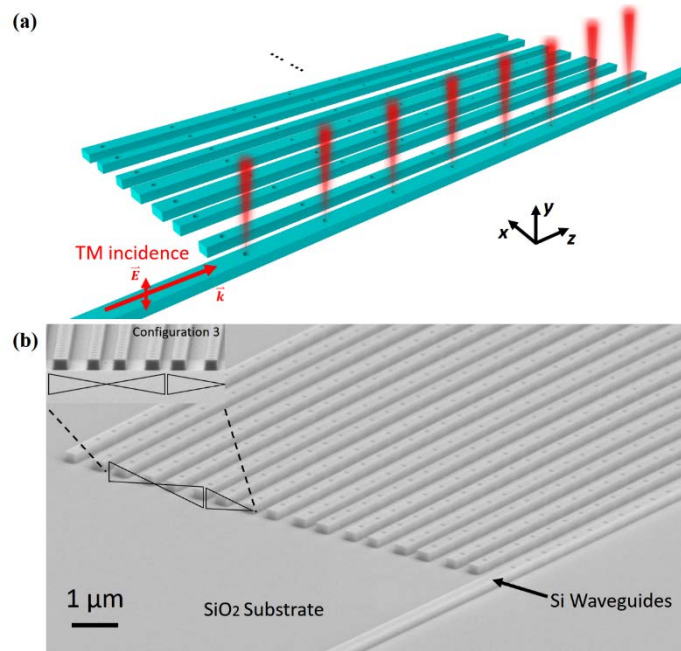 (a)
......
TM incidence
E
k
y
x
z
(b)
Configuration 3
1 μm
SiO₂ Substrate
Si Waveguides